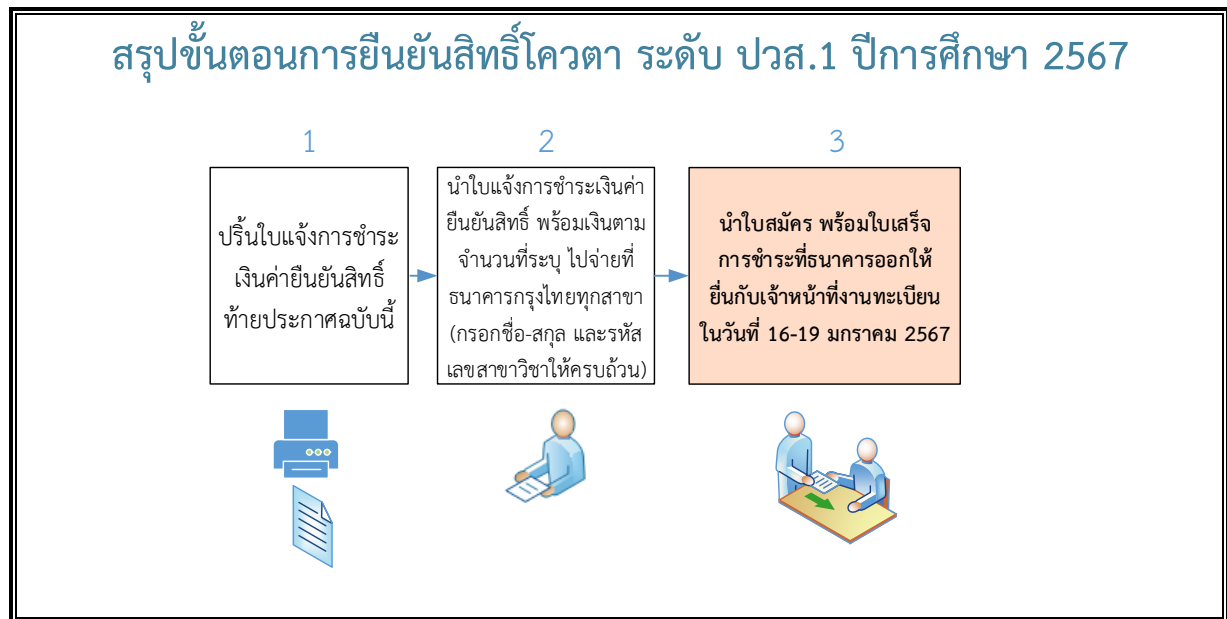 สรุปขั้นตอนการยืนยันสิทธิ์โควตา ระดับ ปวส.1 ปีการศึกษา 2567
1
ปริ้นใบแจ้งการชำระ
เงินค่ายืนยันสิทธิ์
ท้ายประกาศฉบับนี้
2
นำใบแจ้งการชำระเงินค่า
ยืนยันสิทธิ์ พร้อมเงินตาม
จำนวนที่ระบุ ไปจ่ายที่
ธนาคารกรุงไทยทุกสาขา
(กรอกชื่อ-สกุล และรหัส
เลขสาขาวิชาให้ครบถ้วน)
3
นำใบสมัคร พร้อมใบเสร็จ
การชำระที่ธนาคารออกให้
ยื่นกับเจ้าหน้าที่งานทะเบียน
ในวันที่ 16-19 มกราคม 2567